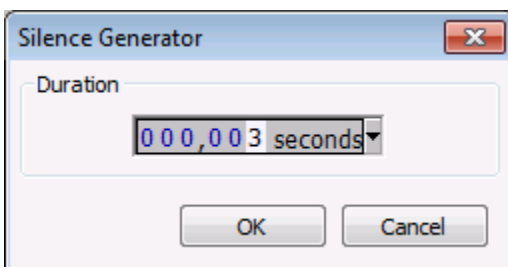 Silence Generator
Duration
000,003 seconds
OK
Cancel